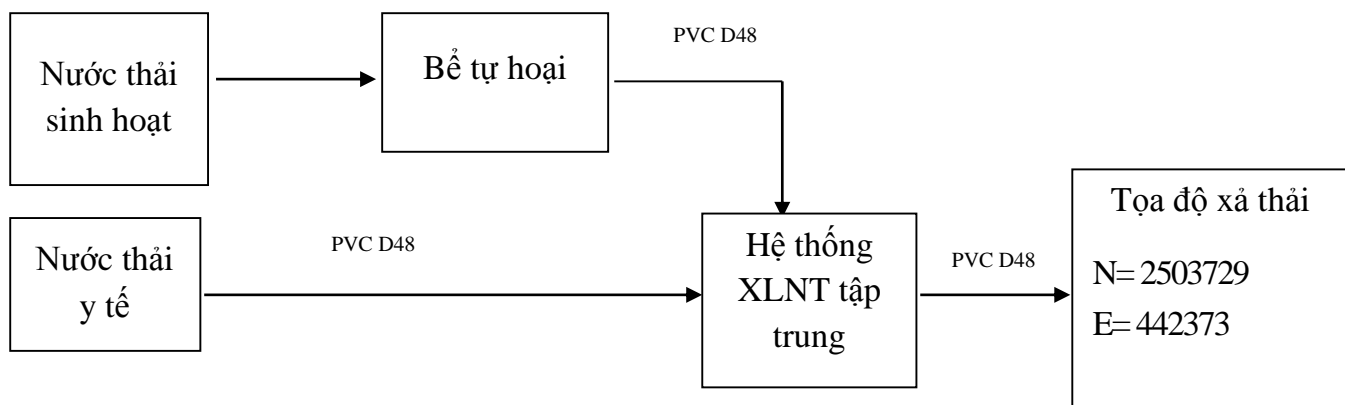 PVC D48
Nước thải
sinh hoạt
Bể tự hoại
Nước thải
y tế
PVC D48
Hệ thống
XLNT tập
trung
PVC D48
Tọa độ xả thải
N= 2503729
E= 442373